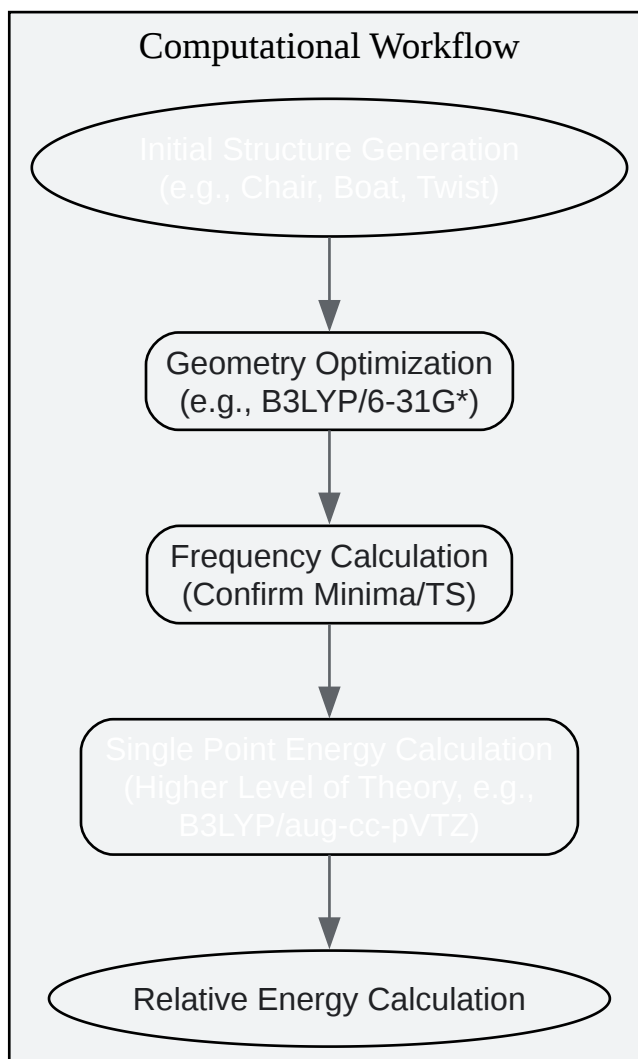 Computational Workflow
Initial Structure Generation
(e.g., Chair, Boat, Twist)
Geometry Optimization
(e.g., B3LYP/6-31G*)
Frequency Calculation
(Confirm Minima/TS)
Single Point Energy Calculation
(Higher Level of Theory, e.g.,
B3LYP/aug-cc-pVTZ)
Relative Energy Calculation